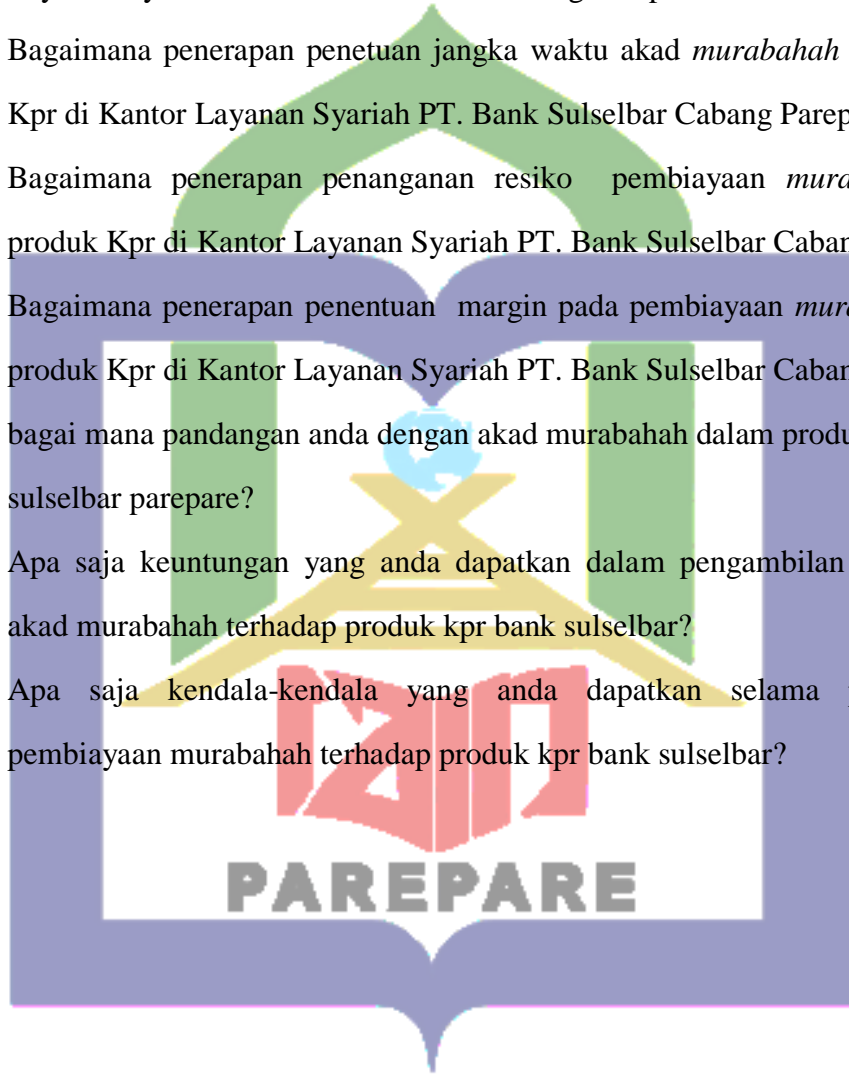 Bagaimana penerapan penetuan jangka waktu akad murabahah
Kpr di Kantor Layanan Syariah PT. Bank Sulselbar Cabang Parep
Bagaimana penerapan penanganan resiko pembiayaan mura
produk Kpr di Kantor Layanan Syariah PT. Bank Sulselbar Caban
Bagaimana penerapan penentuan margin pada pembiayaan mura
produk Kpr di Kantor Layanan Syariah PT. Bank Sulselbar Caban
bagai mana pandangan anda dengan akad murabahah dalam produ
sulselbar parepare?
Apa saja keuntungan yang anda dapatkan dalam pengambilan
akad murabahah terhadap produk kpr bank sulselbar?
Apa saja kendala-kendala yang anda dapatkan selama
pembiayaan murabahah terhadap produk kpr bank sulselbar?
PAREPARE